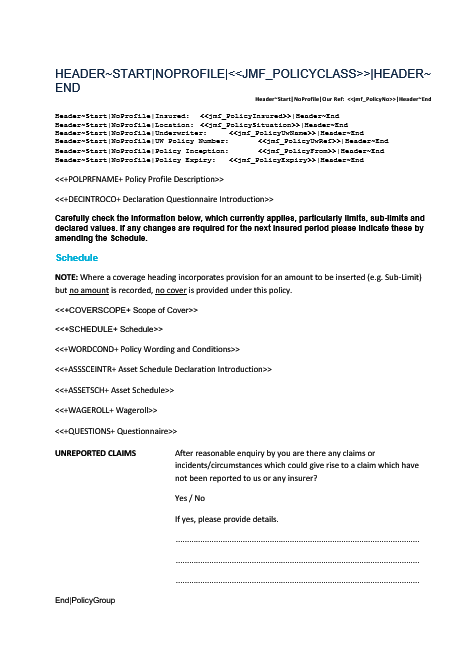 HEADER~START|NOPROFILE|<<JMF_POLICYCLASS>>|HEADER~
END
Header~Start|NoProfile|Our Ref: <<jmf_PolicyNo>>|Header~End
Header~Start|NoProfile|Insured: <<jmf_PolicyInsured>>|Header~End
Header~Start|NoProfile|Location: <<jmf_PolicySituation>>|Header~End
Header~Start|NoProfile|Underwriter: <<jmf_PolicyUwName>>|Header~End
Header~Start|NoProfile|UW Policy Number: <<jmf_PolicyUwRef>>|Header~End
Header~Start|NoProfile|Policy Inception: <<jmf_PolicyFrom>>|Header~End
Header~Start|NoProfile|Policy Expiry: <<jmf_PolicyExpiry>>|Header~End
<<+POLPRFNAME+ Policy Profile Description>>
<<+DECINTROCO+ Declaration Questionnaire Introduction>>
Carefully check the information below, which currently applies, particularly limits, sub-limits and
declared values. If any changes are required for the next insured period please indicate these by
amending the Schedule.
Schedule
NOTE: Where a coverage heading incorporates provision for an amount to be inserted (e.g. Sub-Limit)
but no amount is recorded, no cover is provided under this policy.
<<+COVERSCOPE+ Scope of Cover>>
<<+SCHEDULE+ Schedule>>
<<+WORDCOND+ Policy Wording and Conditions>>
<<+ASSSCEINTR+ Asset Schedule Declaration Introduction>>
<<+ASSETSCH+ Asset Schedule>>
<<+WAGEROLL+ Wageroll>>
<<+QUESTIONS+ Questionnaire>>
UNREPORTED CLAIMS After reasonable enquiry by you are there any claims or
incidents/circumstances which could give rise to a claim which have
not been reported to us or any insurer?
Yes / No
If yes, please provide details.
....................................................................................................
....................................................................................................
....................................................................................................
End|PolicyGroup